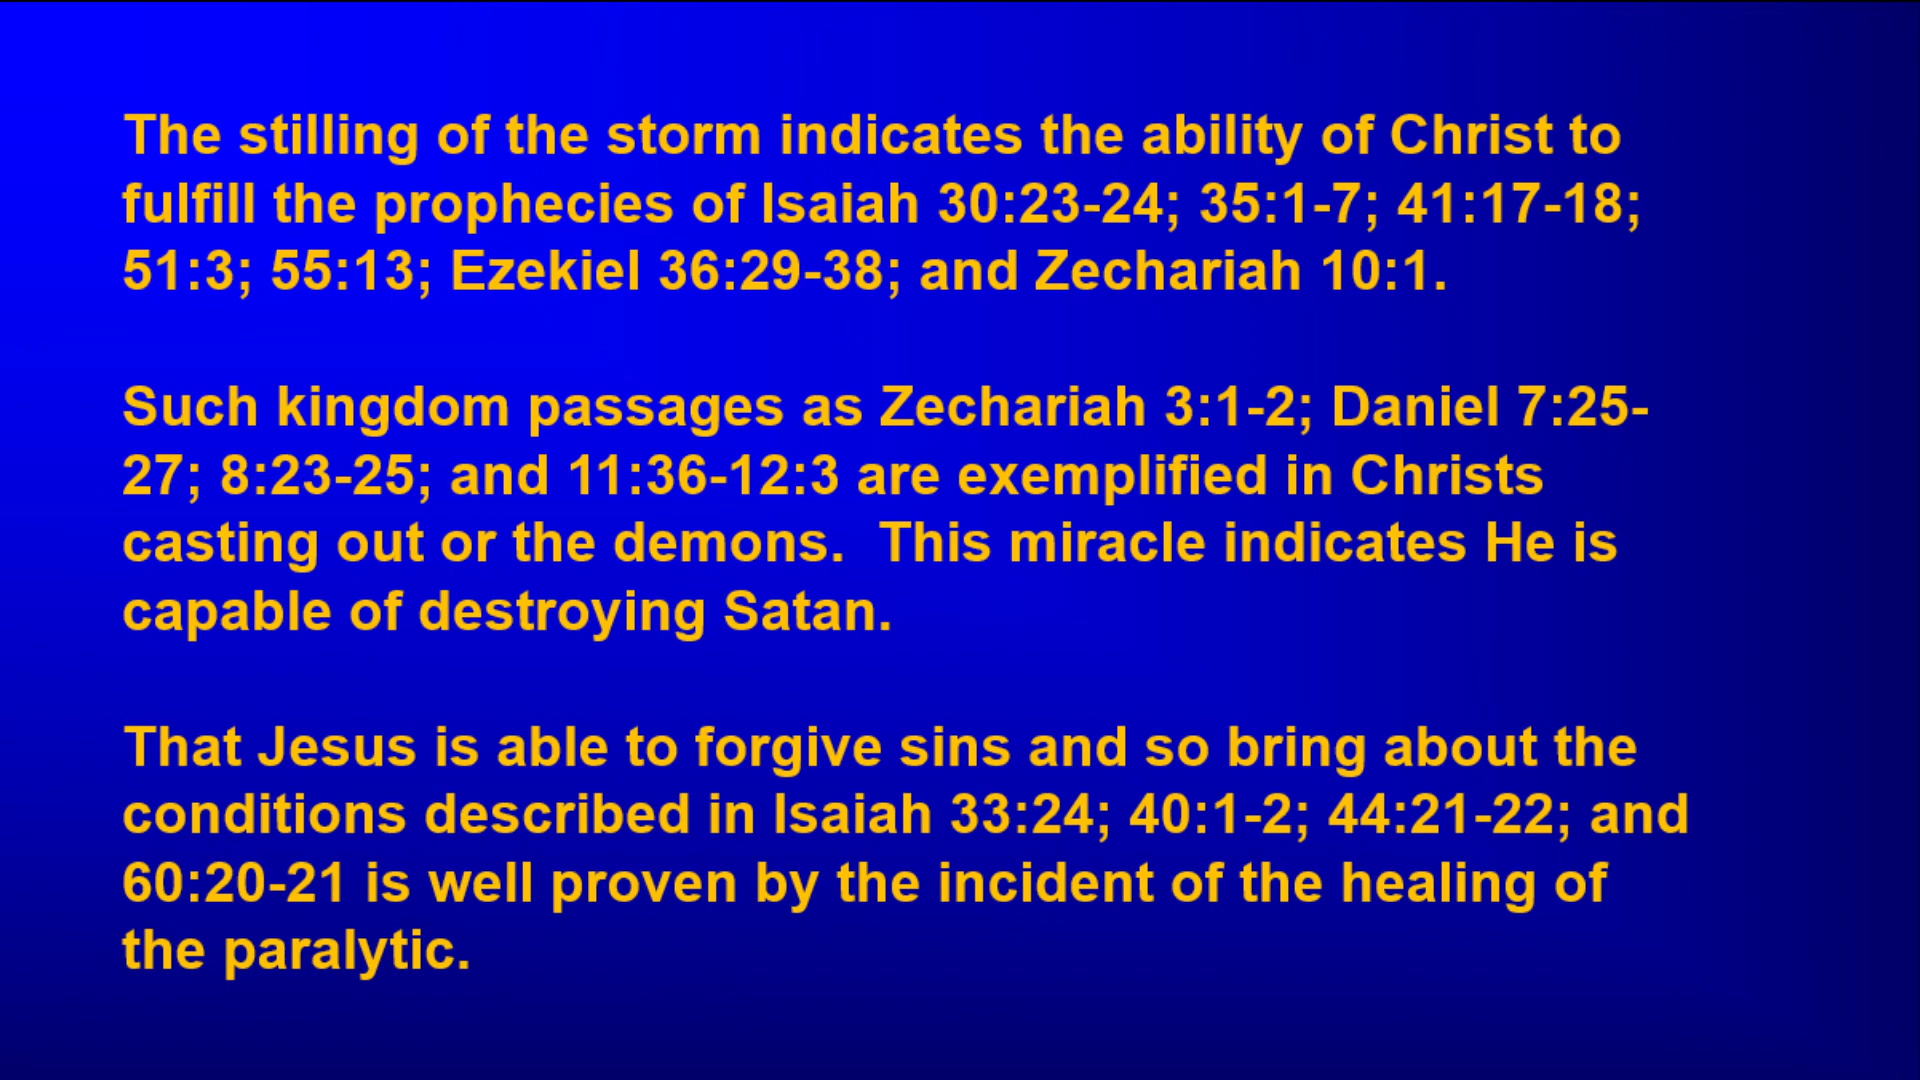 The stilling of the storm indicates the ability of Christ to
fulfill the prophecies of Isaiah 30:23-24; 35:1-7; 41:17-18;
51:3; 55:13; Ezekiel 36:29-38; and Zechariah 10:1.
Such kingdom passages as Zechariah 3:1-2; Daniel 7:25-
27; 8:23-25; and 11:36-12:3 are exemplified in Christs
casting out or the demons.  This miracle indicates He is
capable of destroying Satan.
That Jesus is able to forgive sins and so bring about the
conditions described in Isaiah 33:24; 40:1-2; 44:21-22; and
60:20-21 is well proven by the incident of the healing of
the paralytic.